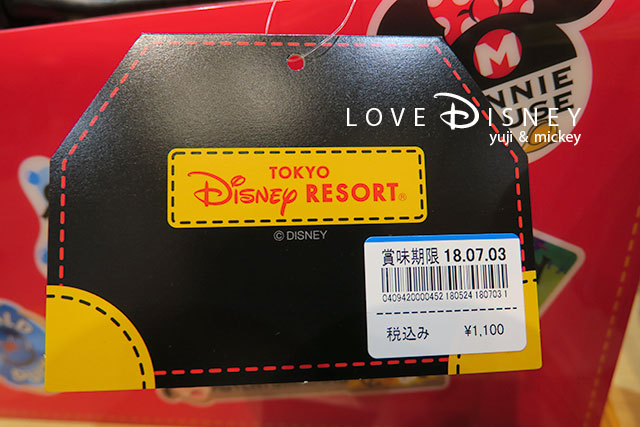 M
NNIE
USE
LOVE DISNEY
yuji & mickey
TOKYO
Disney RESORT®
© DISNEY
賞味期限 18.07.03
0409420000452 180524 180703 1
税込み ¥1,100